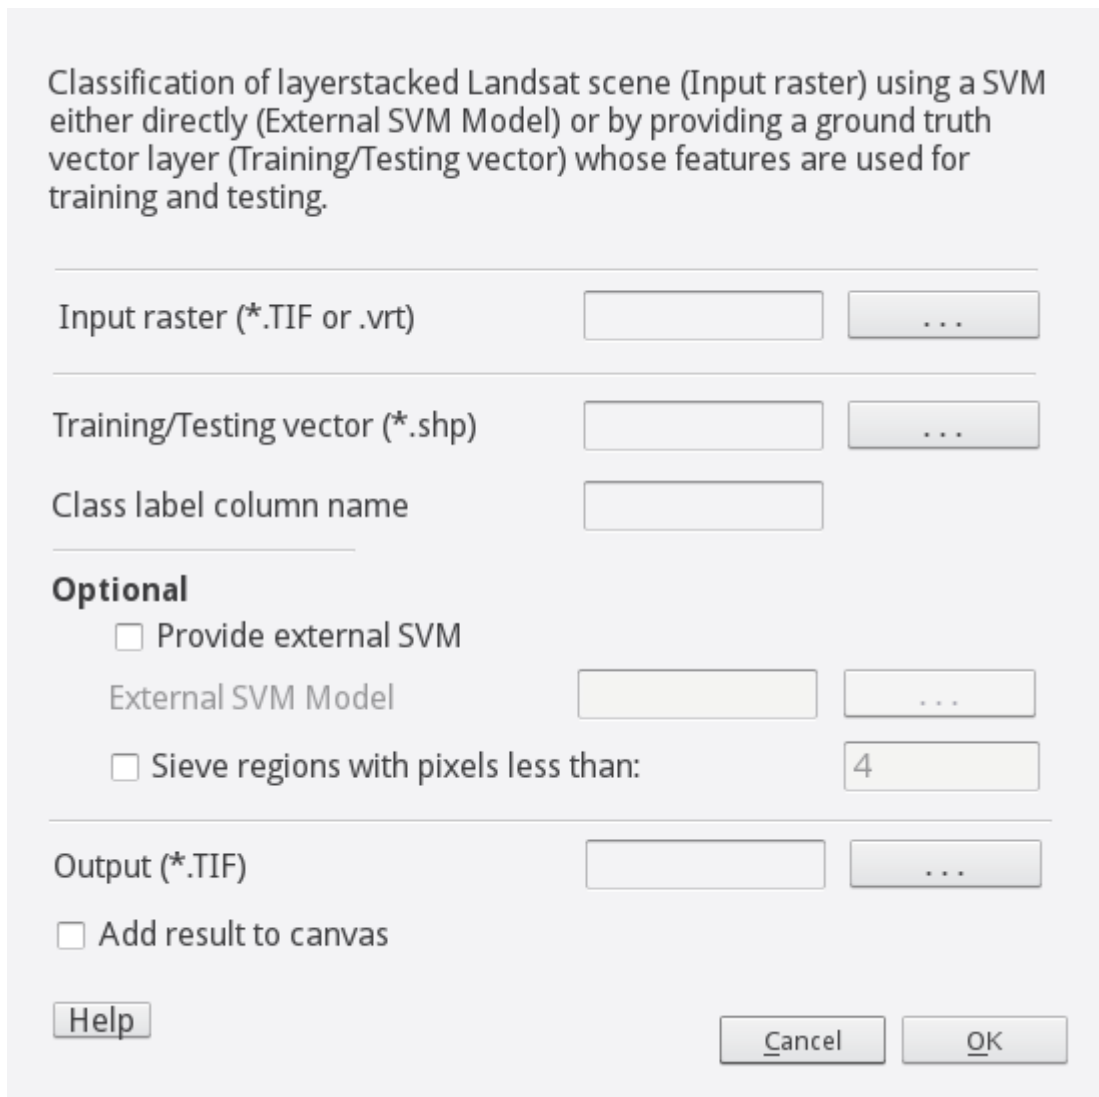 Classification of layerstacked Landsat scene (Input raster) using a SVM
either directly (External SVM Model) or by providing a ground truth
vector layer (Training/Testing vector) whose features are used for
training and testing.
Input raster (*.TIF or .vrt)
. . .
Training/Testing vector (*.shp)
. . .
Class label column name
Optional
Provide external SVM
External SVM Model
. . .
Sieve regions with pixels less than:
4
Output (*.TIF)
. . .
Add result to canvas
Help
Cancel
OK